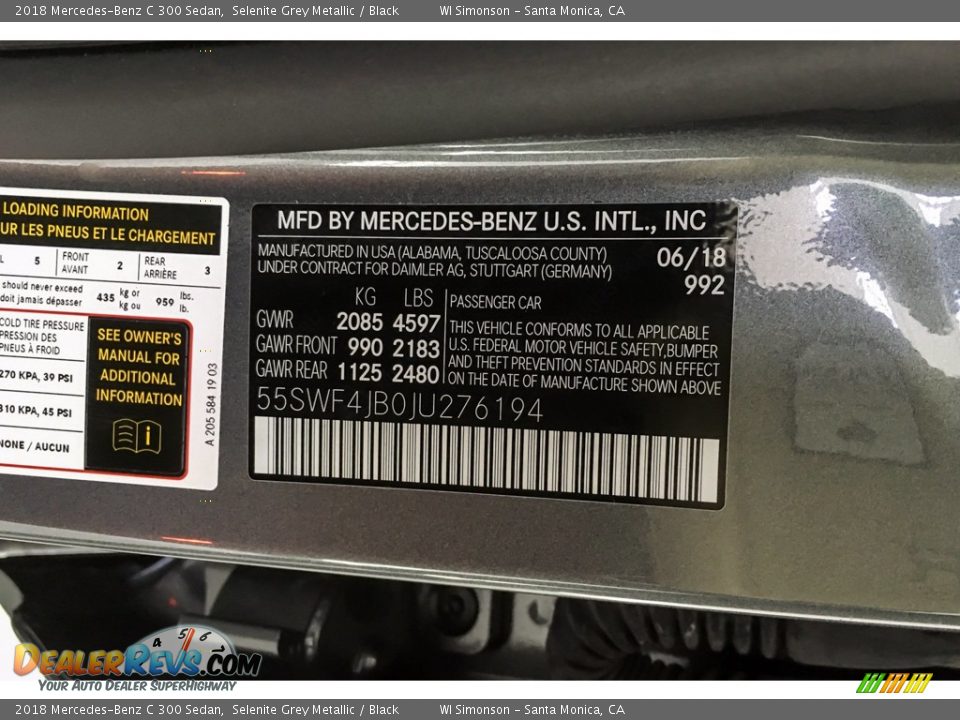 2018 Mercedes-Benz C 300 Sedan, Selenite Grey Metallic / Black WI Simonson - Santa Monica, CA
LOADING INFORMATION
UR LES PNEUS ET LE CHARGEMENT
L 5 FRONT AVANT 2 REAR ARRIÈRE 3
should never exceed
doit jamais dépasser 435 kg or kg ou 959 lbs. lb.
COLD TIRE PRESSURE
PRESSION DES
PNEUS À FROID
270 KPA, 39 PSI
310 KPA, 45 PSI
NONE / AUCUN
SEE OWNER'S
MANUAL FOR
ADDITIONAL
INFORMATION
i
A 205 584 19 03
MFD BY MERCEDES-BENZ U.S. INTL., INC
MANUFACTURED IN USA (ALABAMA, TUSCALOOSA COUNTY)
UNDER CONTRACT FOR DAIMLER AG, STUTTGART (GERMANY)
06/18
992
KG LBS
GWR 2085 4597
GAWR FRONT 990 2183
GAWR REAR 1125 2480
PASSENGER CAR
THIS VEHICLE CONFORMS TO ALL APPLICABLE
U.S. FEDERAL MOTOR VEHICLE SAFETY, BUMPER
AND THEFT PREVENTION STANDARDS IN EFFECT
ON THE DATE OF MANUFACTURE SHOWN ABOVE
55SWF4JB0JU276194
4 5 6
DEALERREVS.COM
YOUR AUTO DEALER SUPERHIGHWAY
2018 Mercedes-Benz C 300 Sedan, Selenite Grey Metallic / Black WI Simonson - Santa Monica, CA